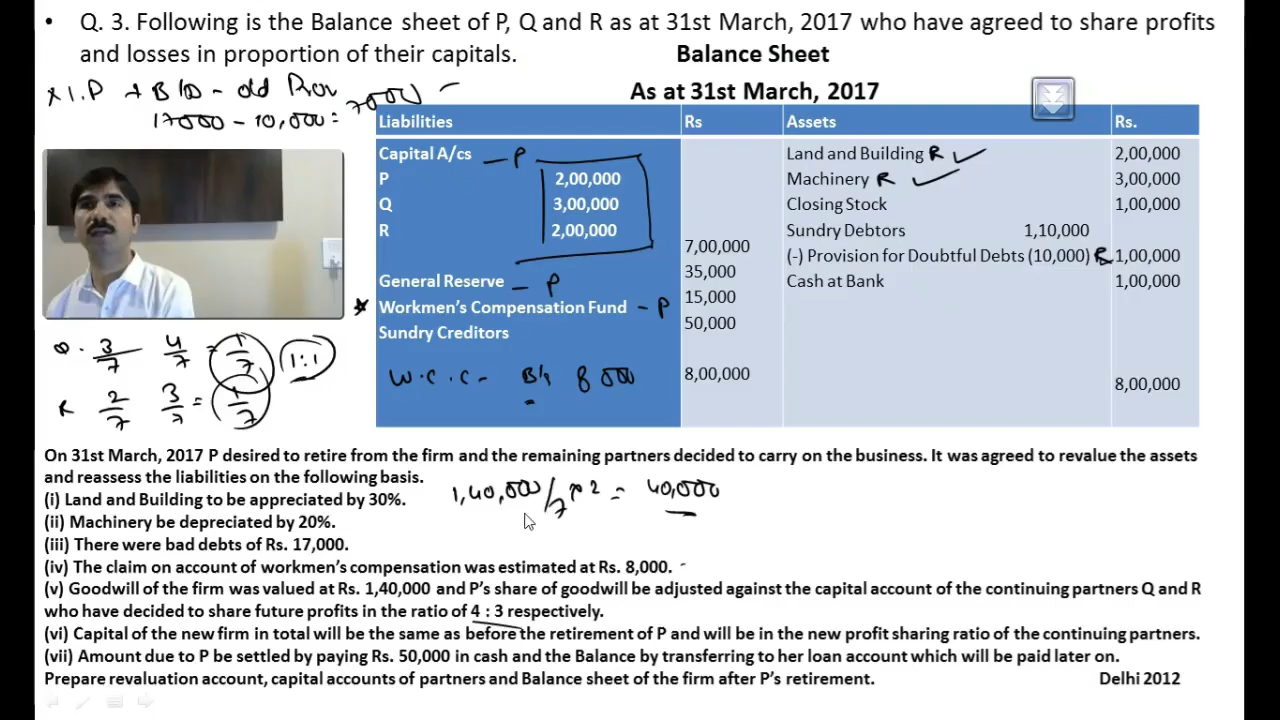 • Q. 3. Following is the Balance sheet of P, Q and R as at 31st March, 2017 who have agreed to share profits
and losses in proportion of their capitals.
Balance Sheet
As at 31st March, 2017
x I.P + B/D - old Prov
17000 - 10,000 = 7000
Liabilities Rs Assets Rs.
Capital A/cs - P Land and Building R ✓ 2,00,000
P 2,00,000 Machinery R ✓ 3,00,000
Q 3,00,000 Closing Stock 1,00,000
R 2,00,000 Sundry Debtors 1,10,000
7,00,000 (-) Provision for Doubtful Debts (10,000) R 1,00,000
General Reserve - P 35,000 Cash at Bank 1,00,000
Workmen's Compensation Fund - P 15,000
Sundry Creditors 50,000
W.C.C - 8000 8,00,000 8,00,000
Q. 3/7 4/7 = 1/7 1:1
R 2/7 3/7 = 1/7
On 31st March, 2017 P desired to retire from the firm and the remaining partners decided to carry on the business. It was agreed to revalue the assets
and reassess the liabilities on the following basis.
1,40,000/7 x 2 = 40,000
(i) Land and Building to be appreciated by 30%.
(ii) Machinery be depreciated by 20%.
(iii) There were bad debts of Rs. 17,000.
(iv) The claim on account of workmen's compensation was estimated at Rs. 8,000.
(v) Goodwill of the firm was valued at Rs. 1,40,000 and P's share of goodwill be adjusted against the capital account of the continuing partners Q and R
who have decided to share future profits in the ratio of 4 : 3 respectively.
(vi) Capital of the new firm in total will be the same as before the retirement of P and will be in the new profit sharing ratio of the continuing partners.
(vii) Amount due to P be settled by paying Rs. 50,000 in cash and the Balance by transferring to her loan account which will be paid later on.
Prepare revaluation account, capital accounts of partners and Balance sheet of the firm after P's retirement. Delhi 2012